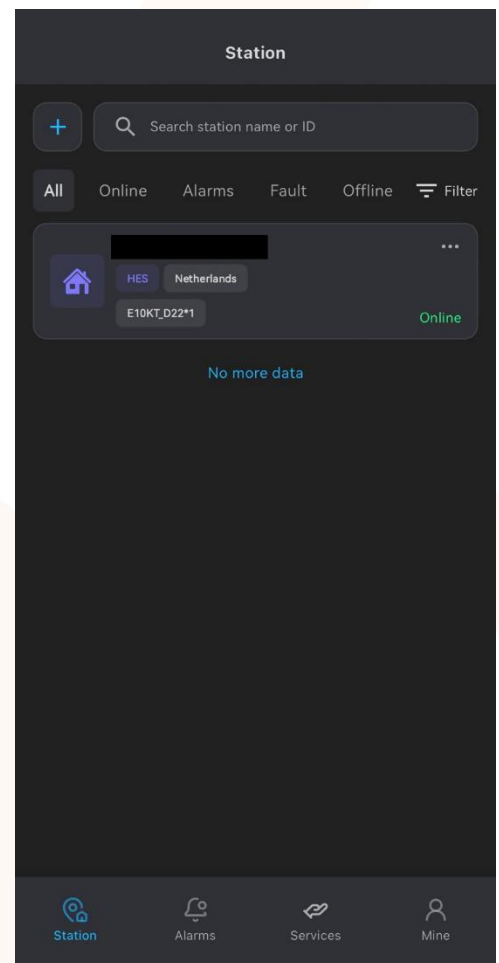 Station
Search station name or ID
All Online Alarms Fault Offline Filter
HES Netherlands
E10KT_D22*1
Online
No more data
Station Alarms Services Mine